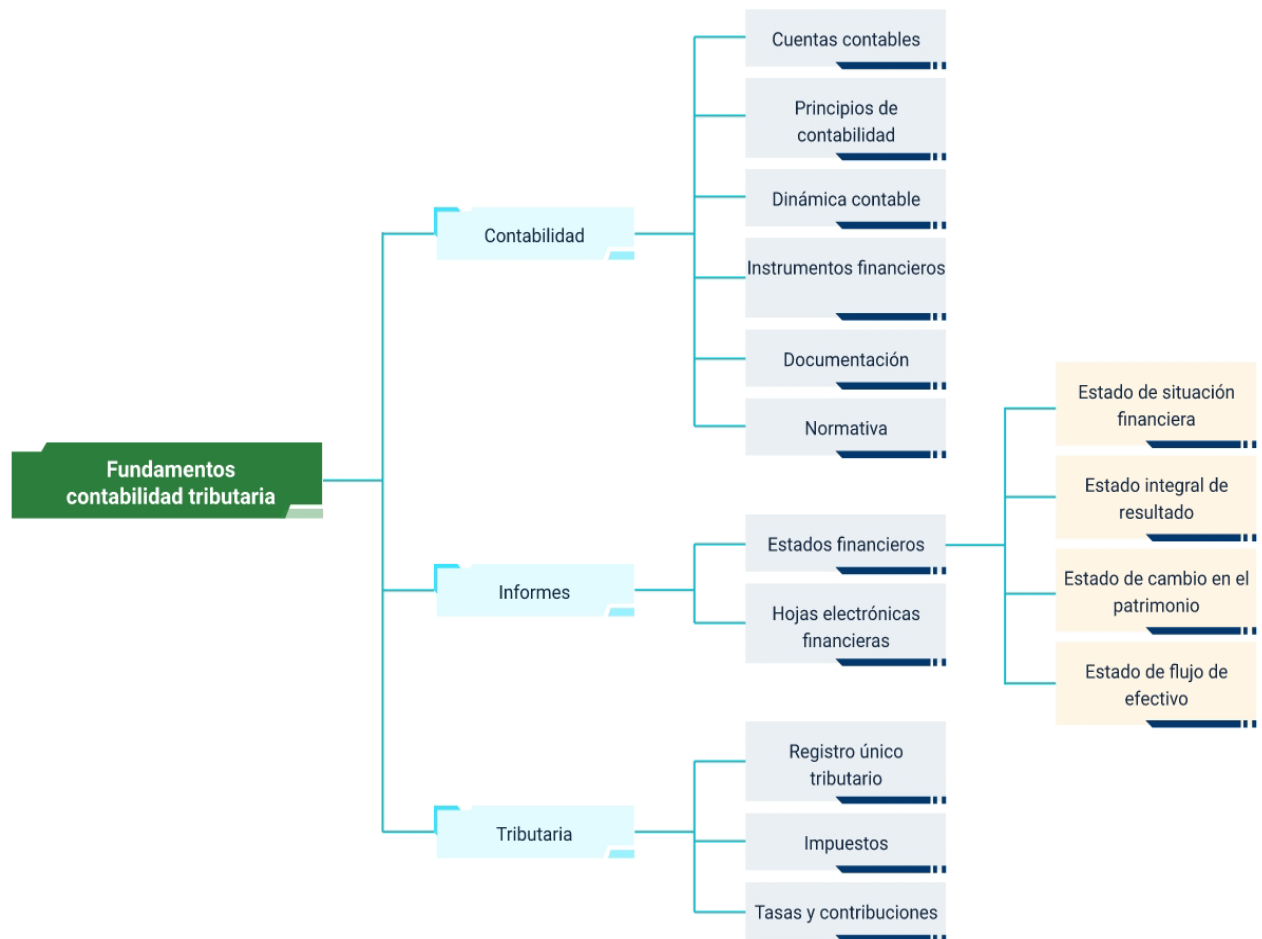 Fundamentos
contabilidad tributaria
Contabilidad
Cuentas contables
Principios de
contabilidad
Dinámica contable
Instrumentos financieros
Documentación
Normativa
Informes
Estados financieros
Estado de situación
financiera
Estado integral de
resultado
Estado de cambio en el
patrimonio
Estado de flujo de
efectivo
Hojas electrónicas
financieras
Tributaria
Registro único
tributario
Impuestos
Tasas y contribuciones